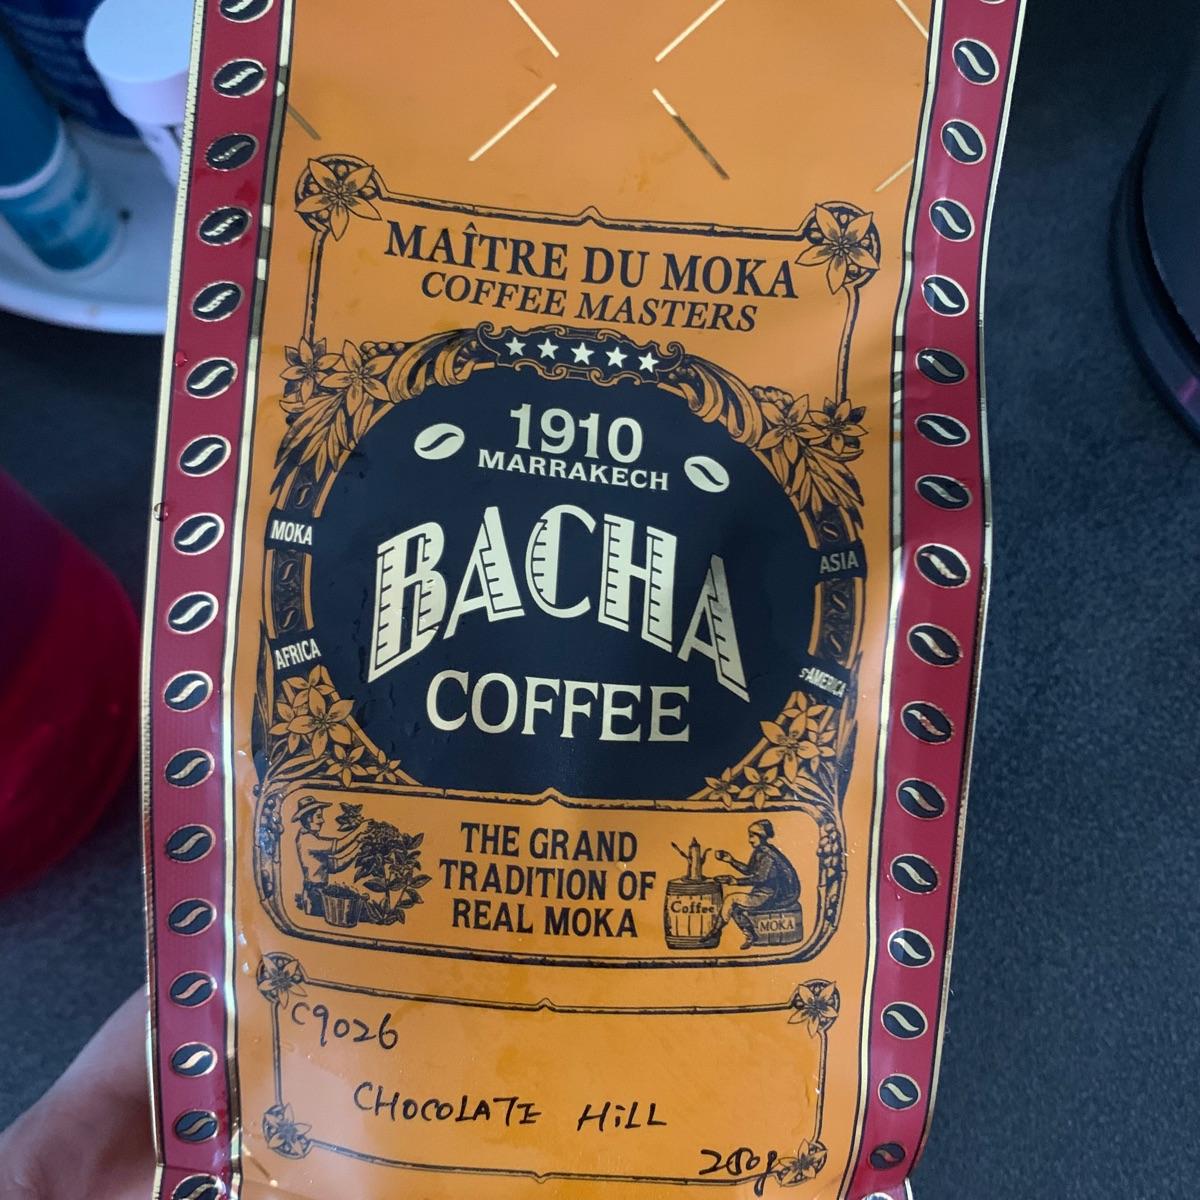 MAÎTRE DU MOKA
COFFEE MASTERS
1910
MARRAKECH
MOKA
ASIA
BACHA
AFRICA
S.AMERICA
COFFEE
THE GRAND
TRADITION OF
REAL MOKA
Coffee
MOKA
C9026
CHOCOLATE HiLL
250g